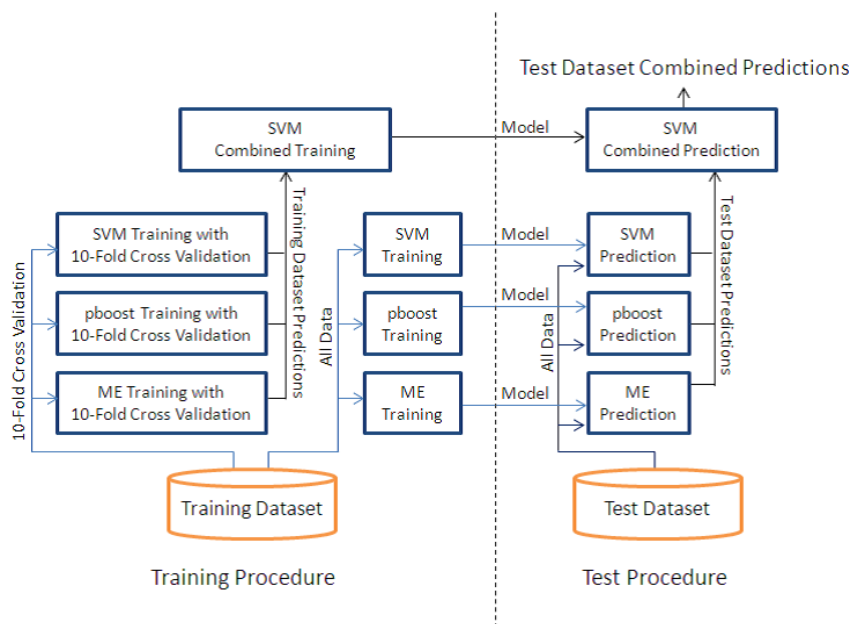 Test Dataset Combined Predictions
SVM
Combined Training
Model
SVM
Combined Prediction
10-Fold Cross Validation
SVM Training with
10-Fold Cross Validation
pboost Training with
10-Fold Cross Validation
ME Training with
10-Fold Cross Validation
Training Dataset Predictions
All Data
SVM
Training
pboost
Training
ME
Training
Model
Model
Model
All Data
SVM
Prediction
pboost
Prediction
ME
Prediction
Test Dataset Predictions
Training Dataset
Test Dataset
Training Procedure
Test Procedure